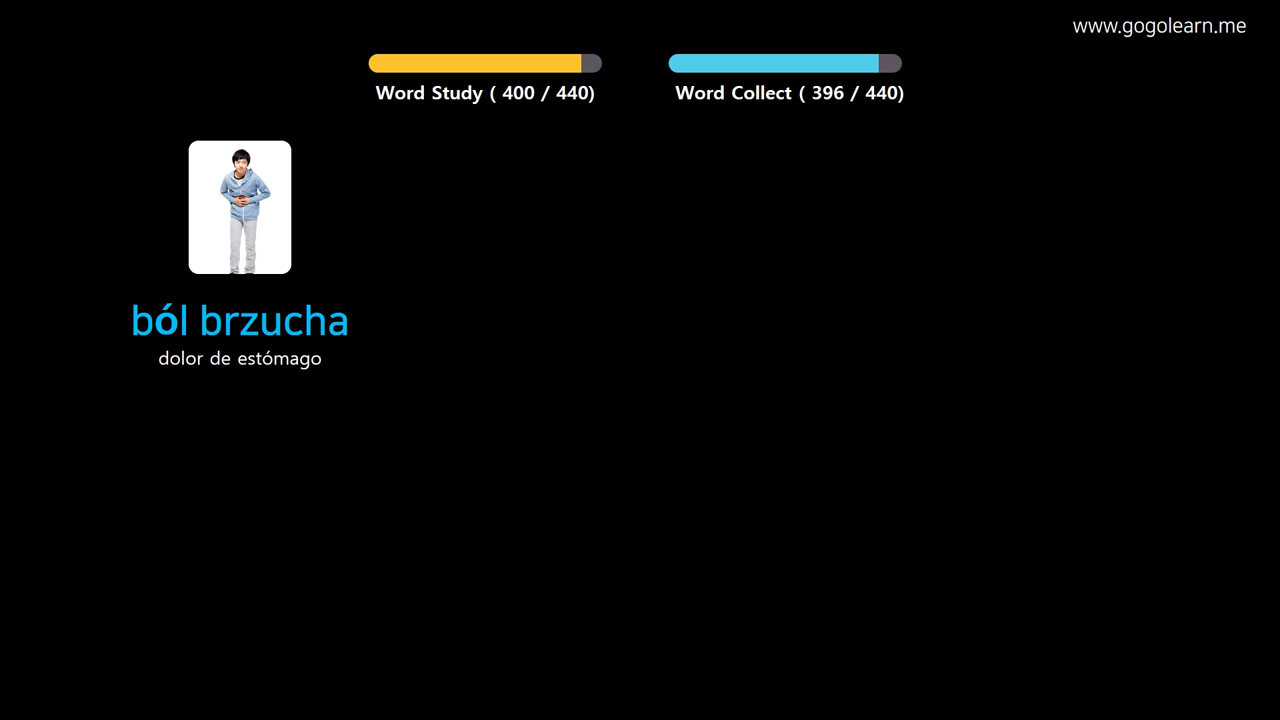 www.gogolearn.me
Word Study ( 400 / 440)
Word Collect ( 396 / 440)
ból brzucha
dolor de estómago